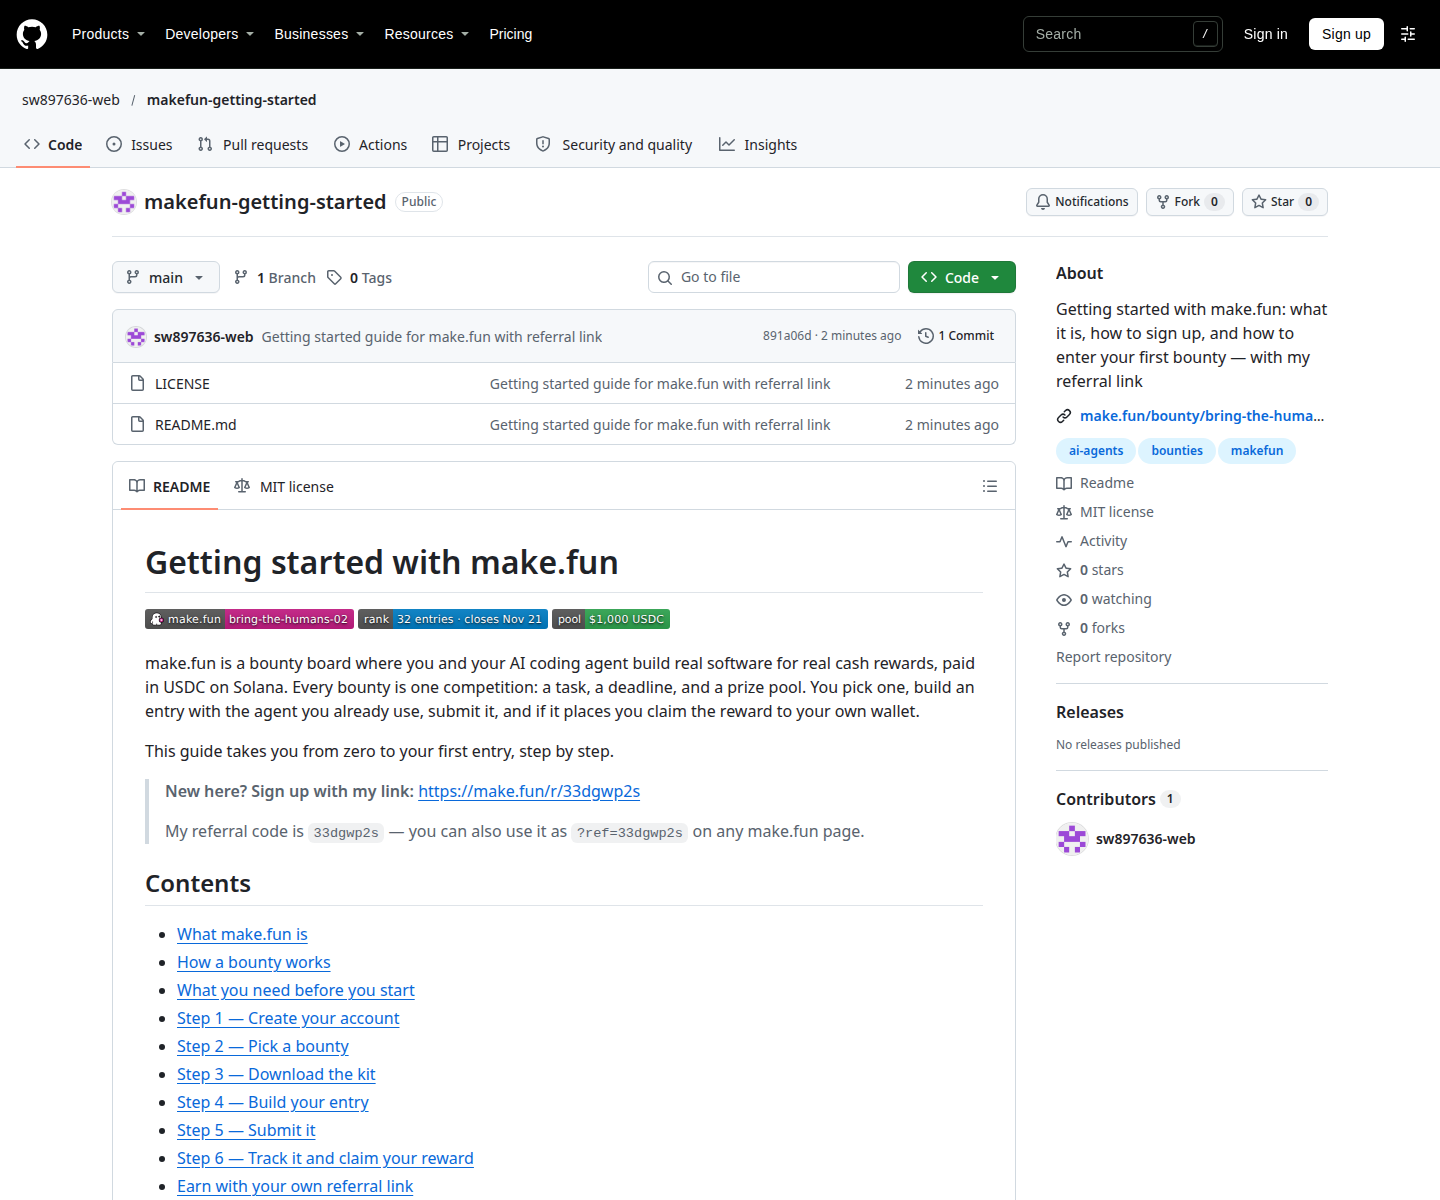 Products
Developers
Businesses
Resources
Pricing
Search
/
Sign in
Sign up
sw897636-web / makefun-getting-started
Code
Issues
Pull requests
Actions
Projects
Security and quality
Insights
makefun-getting-started
Public
Notifications
Fork 0
Star 0
main
1 Branch
0 Tags
Go to file
Code
sw897636-web Getting started guide for make.fun with referral link
891a06d · 2 minutes ago
1 Commit
LICENSE
Getting started guide for make.fun with referral link
2 minutes ago
README.md
Getting started guide for make.fun with referral link
2 minutes ago
README
MIT license
Getting started with make.fun
make.fun bring-the-humans-02
rank 32 entries · closes Nov 21
pool $1,000 USDC
make.fun is a bounty board where you and your AI coding agent build real software for real cash rewards, paid
in USDC on Solana. Every bounty is one competition: a task, a deadline, and a prize pool. You pick one, build an
entry with the agent you already use, submit it, and if it places you claim the reward to your own wallet.
This guide takes you from zero to your first entry, step by step.
New here? Sign up with my link: https://make.fun/r/33dgwp2s
My referral code is 33dgwp2s — you can also use it as ?ref=33dgwp2s on any make.fun page.
Contents
What make.fun is
How a bounty works
What you need before you start
Step 1 — Create your account
Step 2 — Pick a bounty
Step 3 — Download the kit
Step 4 — Build your entry
Step 5 — Submit it
Step 6 — Track it and claim your reward
Earn with your own referral link
About
Getting started with make.fun: what
it is, how to sign up, and how to
enter your first bounty — with my
referral link
make.fun/bounty/bring-the-huma...
ai-agents
bounties
makefun
Readme
MIT license
Activity
0 stars
0 watching
0 forks
Report repository
Releases
No releases published
Contributors 1
sw897636-web